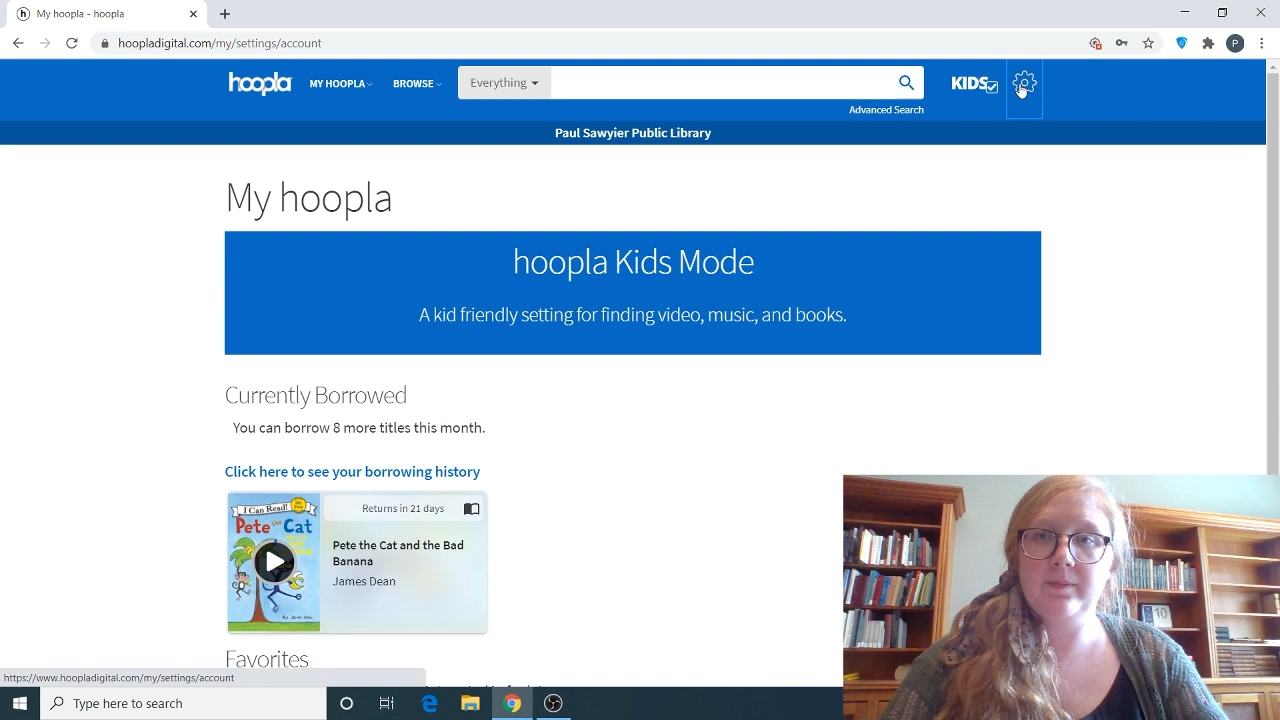 My hoopla - hoopla
hoopladigital.com/my/settings/account
P
hoopla
MY HOOPLA
BROWSE
Everything
KIDS
Advanced Search
Paul Sawyier Public Library
My hoopla
hoopla Kids Mode
A kid friendly setting for finding video, music, and books.
Currently Borrowed
You can borrow 8 more titles this month.
Click here to see your borrowing history
I Can Read!
Pete the Cat
Returns in 21 days
Pete the Cat and the Bad
Banana
James Dean
Favorites
https://www.hoopladigital.com/my/settings/account
Type here to search
10